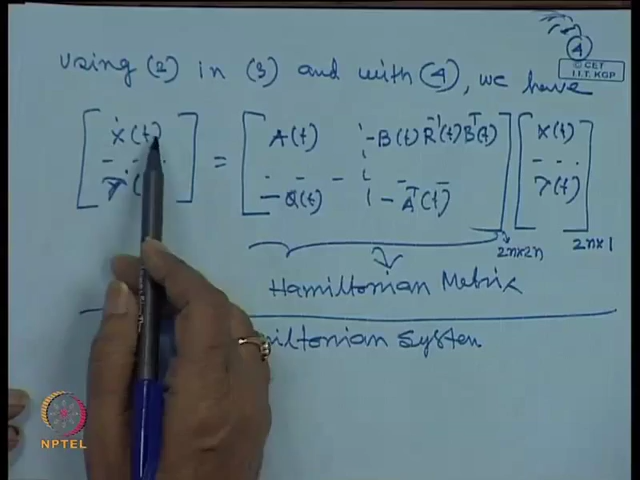 4
© CET
I.I.T. KGP
using (2) in (3) and with (4), we have
[ẋ(t)] = [A(t) -B(t)R⁻¹(t)Bᵀ(t)] [x(t)]
[λ̇(] [-Q(t) -Aᵀ(t)] 2n×2n [λ(t)] 2n×1
Hamiltonian Metrix
iltonian System
NPTEL